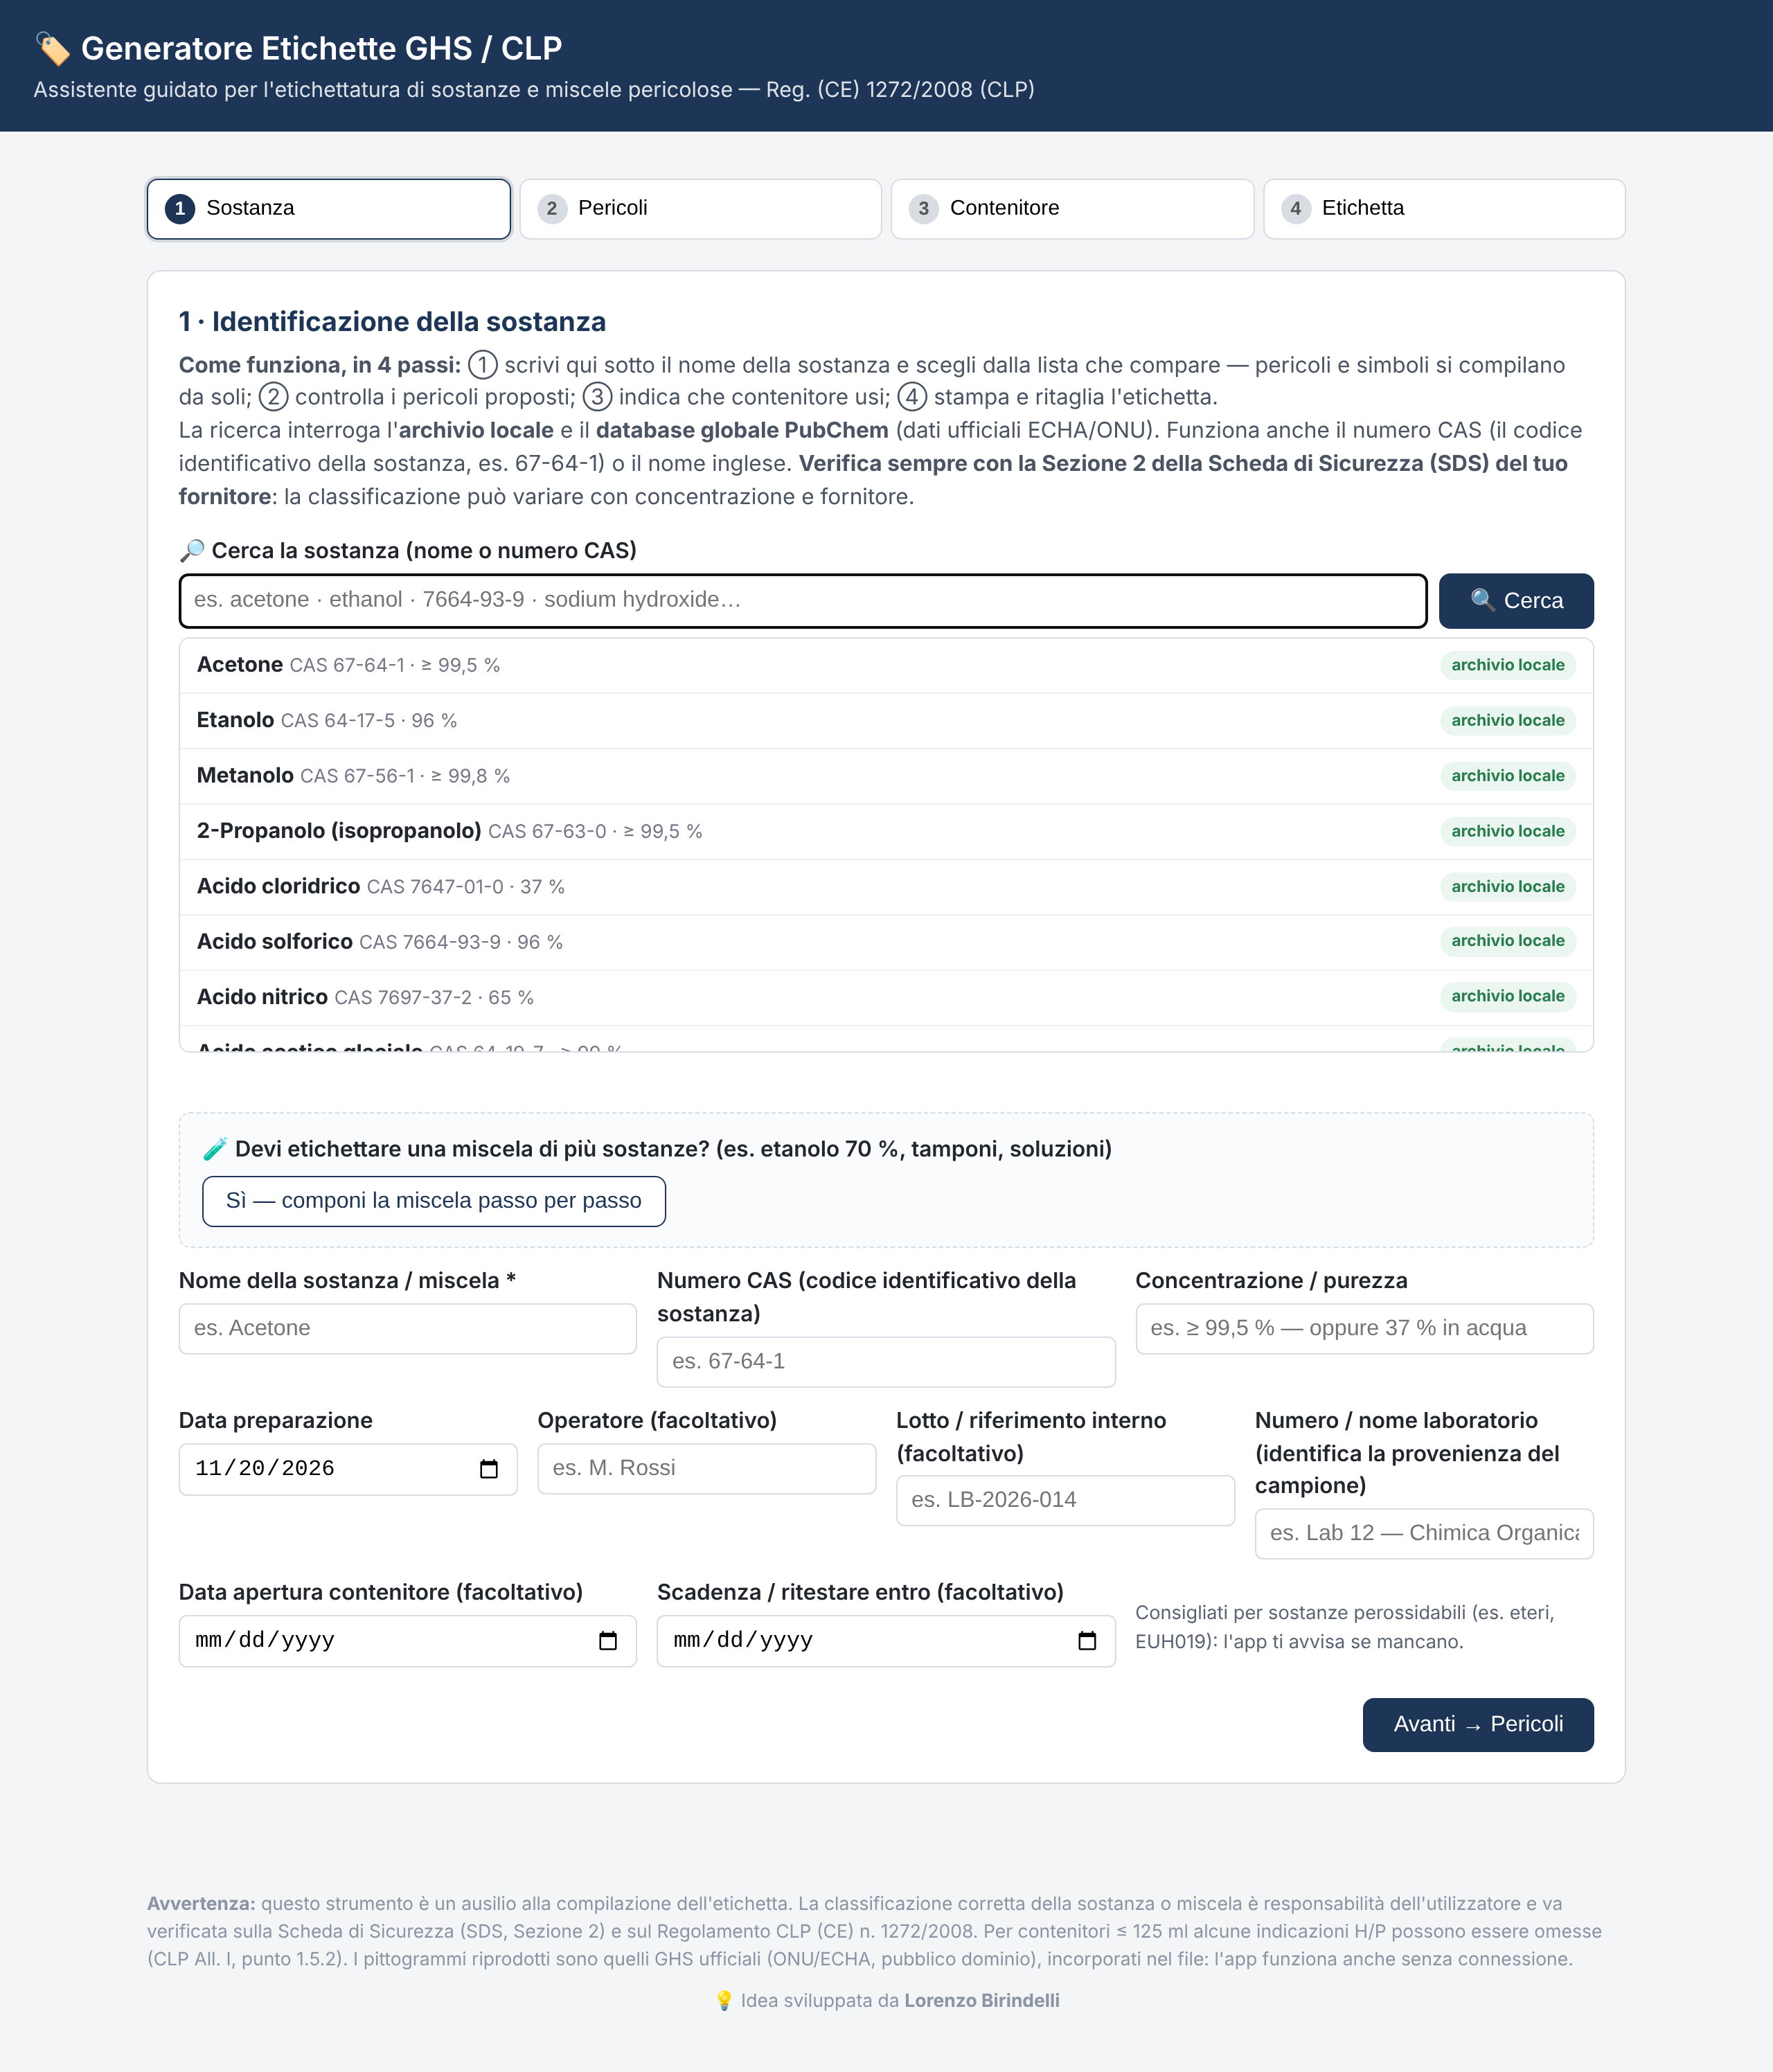 🏷️ Generatore Etichette GHS / CLP
Assistente guidato per l'etichettatura di sostanze e miscele pericolose — Reg. (CE) 1272/2008 (CLP)
1 Sostanza
2 Pericoli
3 Contenitore
4 Etichetta
1 · Identificazione della sostanza
Come funziona, in 4 passi: ① scrivi qui sotto il nome della sostanza e scegli dalla lista che compare — pericoli e simboli si compilano
da soli; ② controlla i pericoli proposti; ③ indica che contenitore usi; ④ stampa e ritaglia l'etichetta.
La ricerca interroga l'archivio locale e il database globale PubChem (dati ufficiali ECHA/ONU). Funziona anche il numero CAS (il codice
identificativo della sostanza, es. 67-64-1) o il nome inglese. Verifica sempre con la Sezione 2 della Scheda di Sicurezza (SDS) del tuo
fornitore: la classificazione può variare con concentrazione e fornitore.
🔎 Cerca la sostanza (nome o numero CAS)
es. acetone · ethanol · 7664-93-9 · sodium hydroxide…
🔍 Cerca
Acetone CAS 67-64-1 · ≥ 99,5 % archivio locale
Etanolo CAS 64-17-5 · 96 % archivio locale
Metanolo CAS 67-56-1 · ≥ 99,8 % archivio locale
2-Propanolo (isopropanolo) CAS 67-63-0 · ≥ 99,5 % archivio locale
Acido cloridrico CAS 7647-01-0 · 37 % archivio locale
Acido solforico CAS 7664-93-9 · 96 % archivio locale
Acido nitrico CAS 7697-37-2 · 65 % archivio locale
Acido acetico glaciale CAS 64-19-7 · ≥ 99 % archivio locale
🧪 Devi etichettare una miscela di più sostanze? (es. etanolo 70 %, tamponi, soluzioni)
Sì — componi la miscela passo per passo
Nome della sostanza / miscela *
es. Acetone
Numero CAS (codice identificativo della
sostanza)
es. 67-64-1
Concentrazione / purezza
es. ≥ 99,5 % — oppure 37 % in acqua
Data preparazione
11/20/2026
Operatore (facoltativo)
es. M. Rossi
Lotto / riferimento interno
(facoltativo)
es. LB-2026-014
Numero / nome laboratorio
(identifica la provenienza del
campione)
es. Lab 12 — Chimica Organica
Data apertura contenitore (facoltativo)
mm/dd/yyyy
Scadenza / ritestare entro (facoltativo)
mm/dd/yyyy
Consigliati per sostanze perossidabili (es. eteri,
EUH019): l'app ti avvisa se mancano.
Avanti → Pericoli
Avvertenza: questo strumento è un ausilio alla compilazione dell'etichetta. La classificazione corretta della sostanza o miscela è responsabilità dell'utilizzatore e va
verificata sulla Scheda di Sicurezza (SDS, Sezione 2) e sul Regolamento CLP (CE) n. 1272/2008. Per contenitori ≤ 125 ml alcune indicazioni H/P possono essere omesse
(CLP All. I, punto 1.5.2). I pittogrammi riprodotti sono quelli GHS ufficiali (ONU/ECHA, pubblico dominio), incorporati nel file: l'app funziona anche senza connessione.
💡 Idea sviluppata da Lorenzo Birindelli